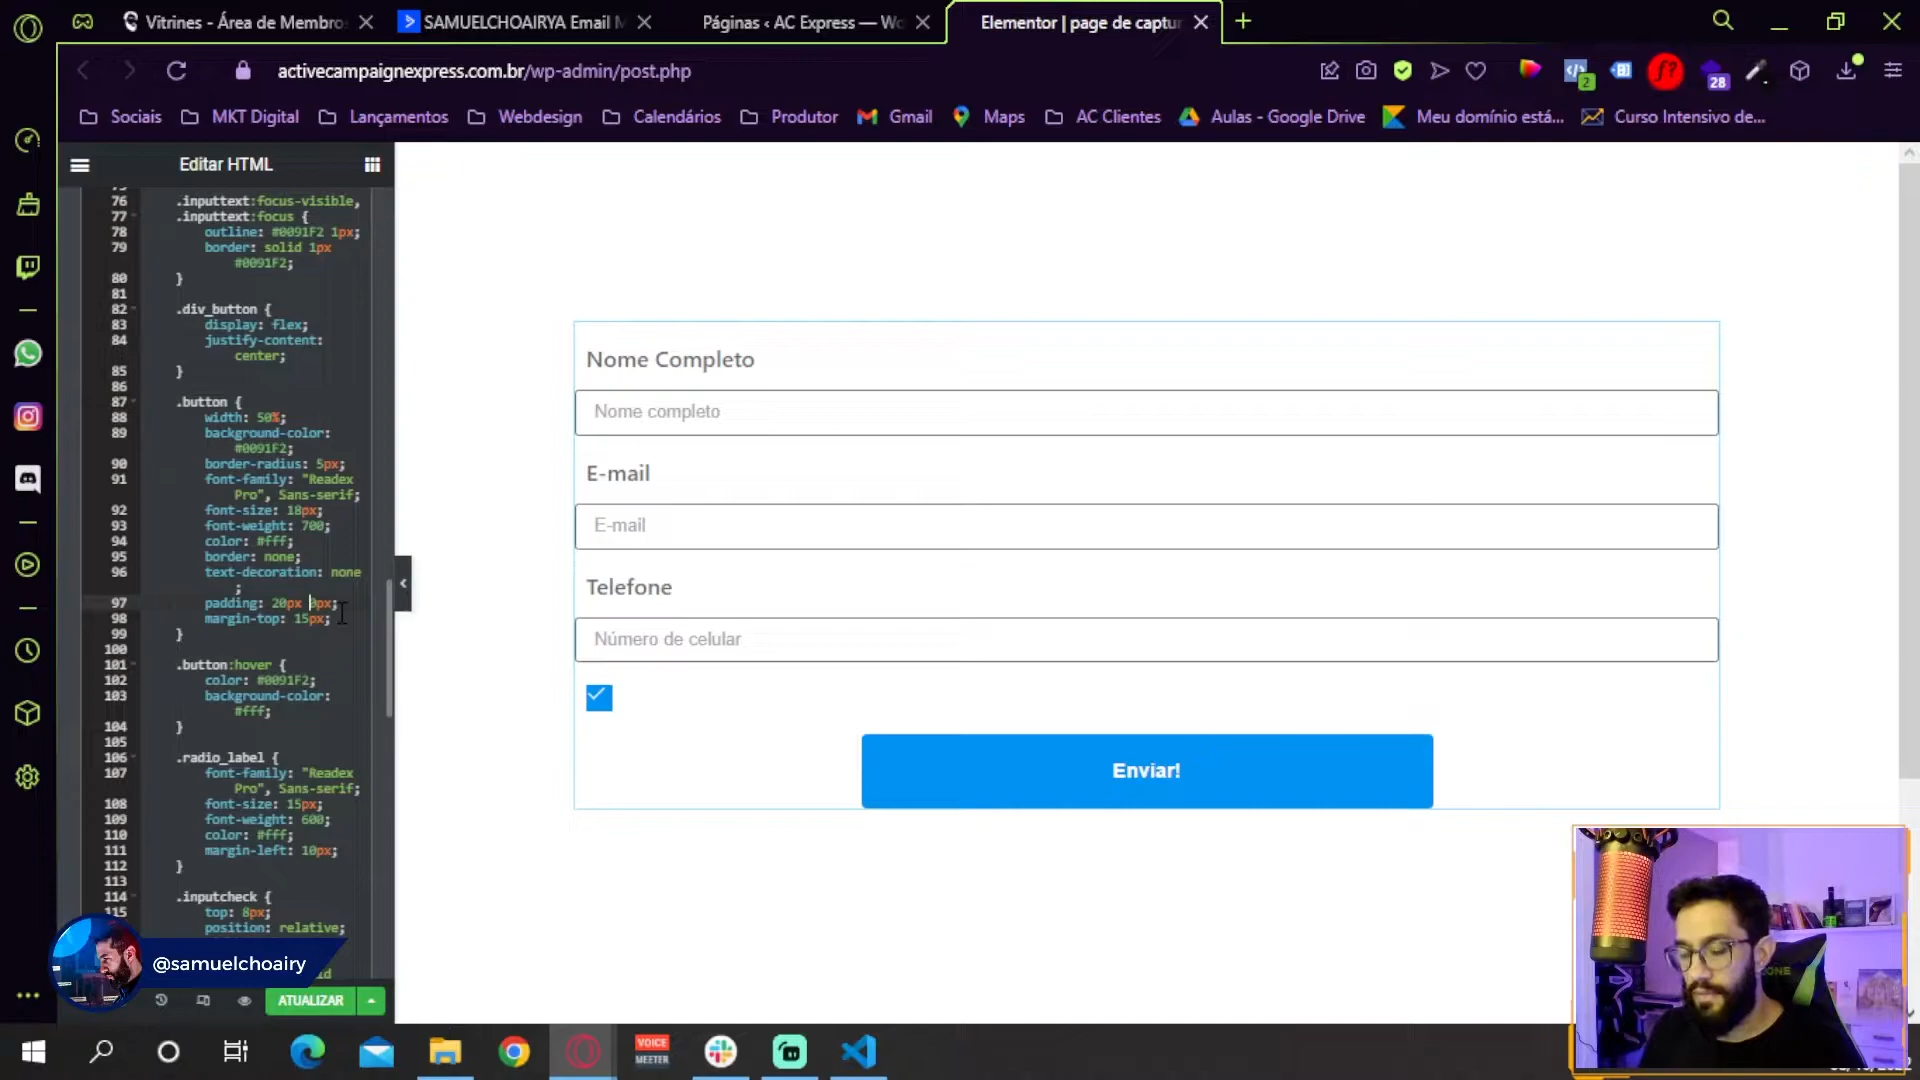 Vitrines - Área de Membro
SAMUELCHOAIRYA Email M
Páginas ‹ AC Express — Wo
Elementor | page de captur
activecampaignexpress.com.br/wp-admin/post.php
2
28
Sociais
MKT Digital
Lançamentos
Webdesign
Calendários
Produtor
Gmail
Maps
AC Clientes
Aulas - Google Drive
Meu domínio está...
Curso Intensivo de...
Editar HTML
76 .inputtext:focus-visible,
77 .inputtext:focus {
78 outline: #0091F2 1px;
79 border: solid 1px
#0091F2;
80 }
81
82 .div_button {
83 display: flex;
84 justify-content:
center;
85 }
86
87 .button {
88 width: 50%;
89 background-color:
#0091F2;
90 border-radius: 5px;
91 font-family: "Readex
Pro", Sans-serif;
92 font-size: 18px;
93 font-weight: 700;
94 color: #fff;
95 border: none;
96 text-decoration: none
;
97 padding: 20px 0px;
98 margin-top: 15px;
99 }
100
101 .button:hover {
102 color: #0091F2;
103 background-color:
#fff;
104 }
105
106 .radio_label {
107 font-family: "Readex
Pro", Sans-serif;
108 font-size: 15px;
109 font-weight: 600;
110 color: #fff;
111 margin-left: 10px;
112 }
113
114 .inputcheck {
115 top: 8px;
position: relative;
ATUALIZAR
Nome Completo
Nome completo
E-mail
E-mail
Telefone
Número de celular
Enviar!
@samuelchoairy
VOICE
MEETER